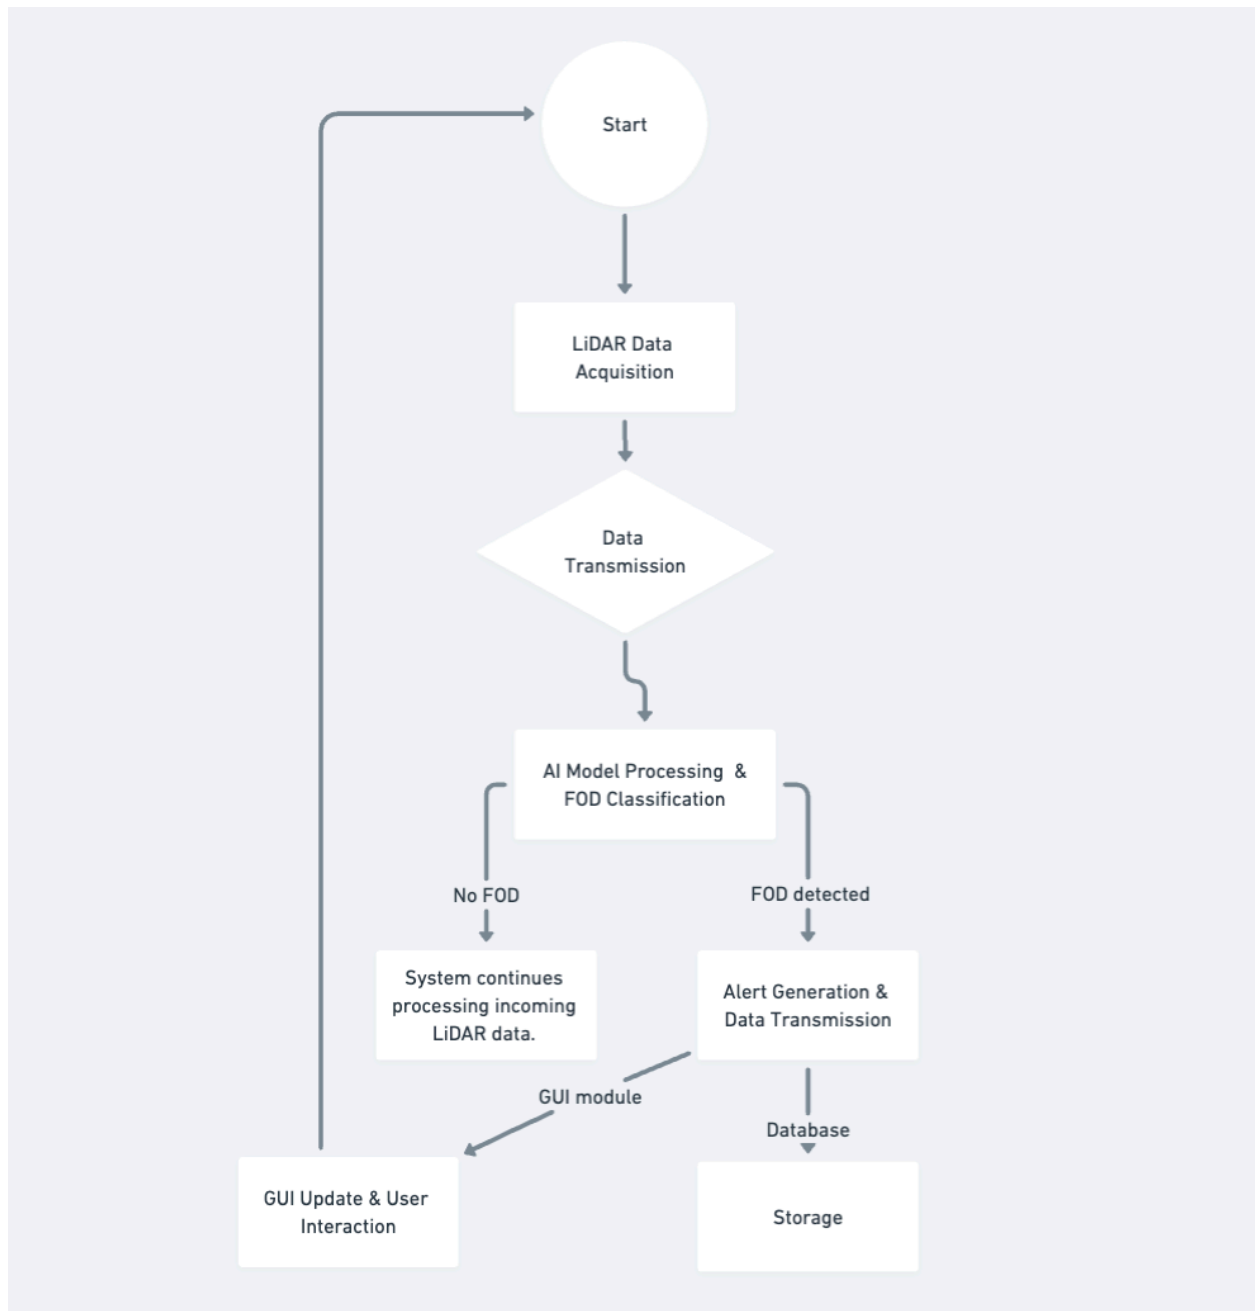 Start
LiDAR Data
Acquisition
Data
Transmission
AI Model Processing  &
FOD Classification
No FOD
FOD detected
System continues
processing incoming
LiDAR data.
Alert Generation &
Data Transmission
GUI module
Database
GUI Update & User
Interaction
Storage